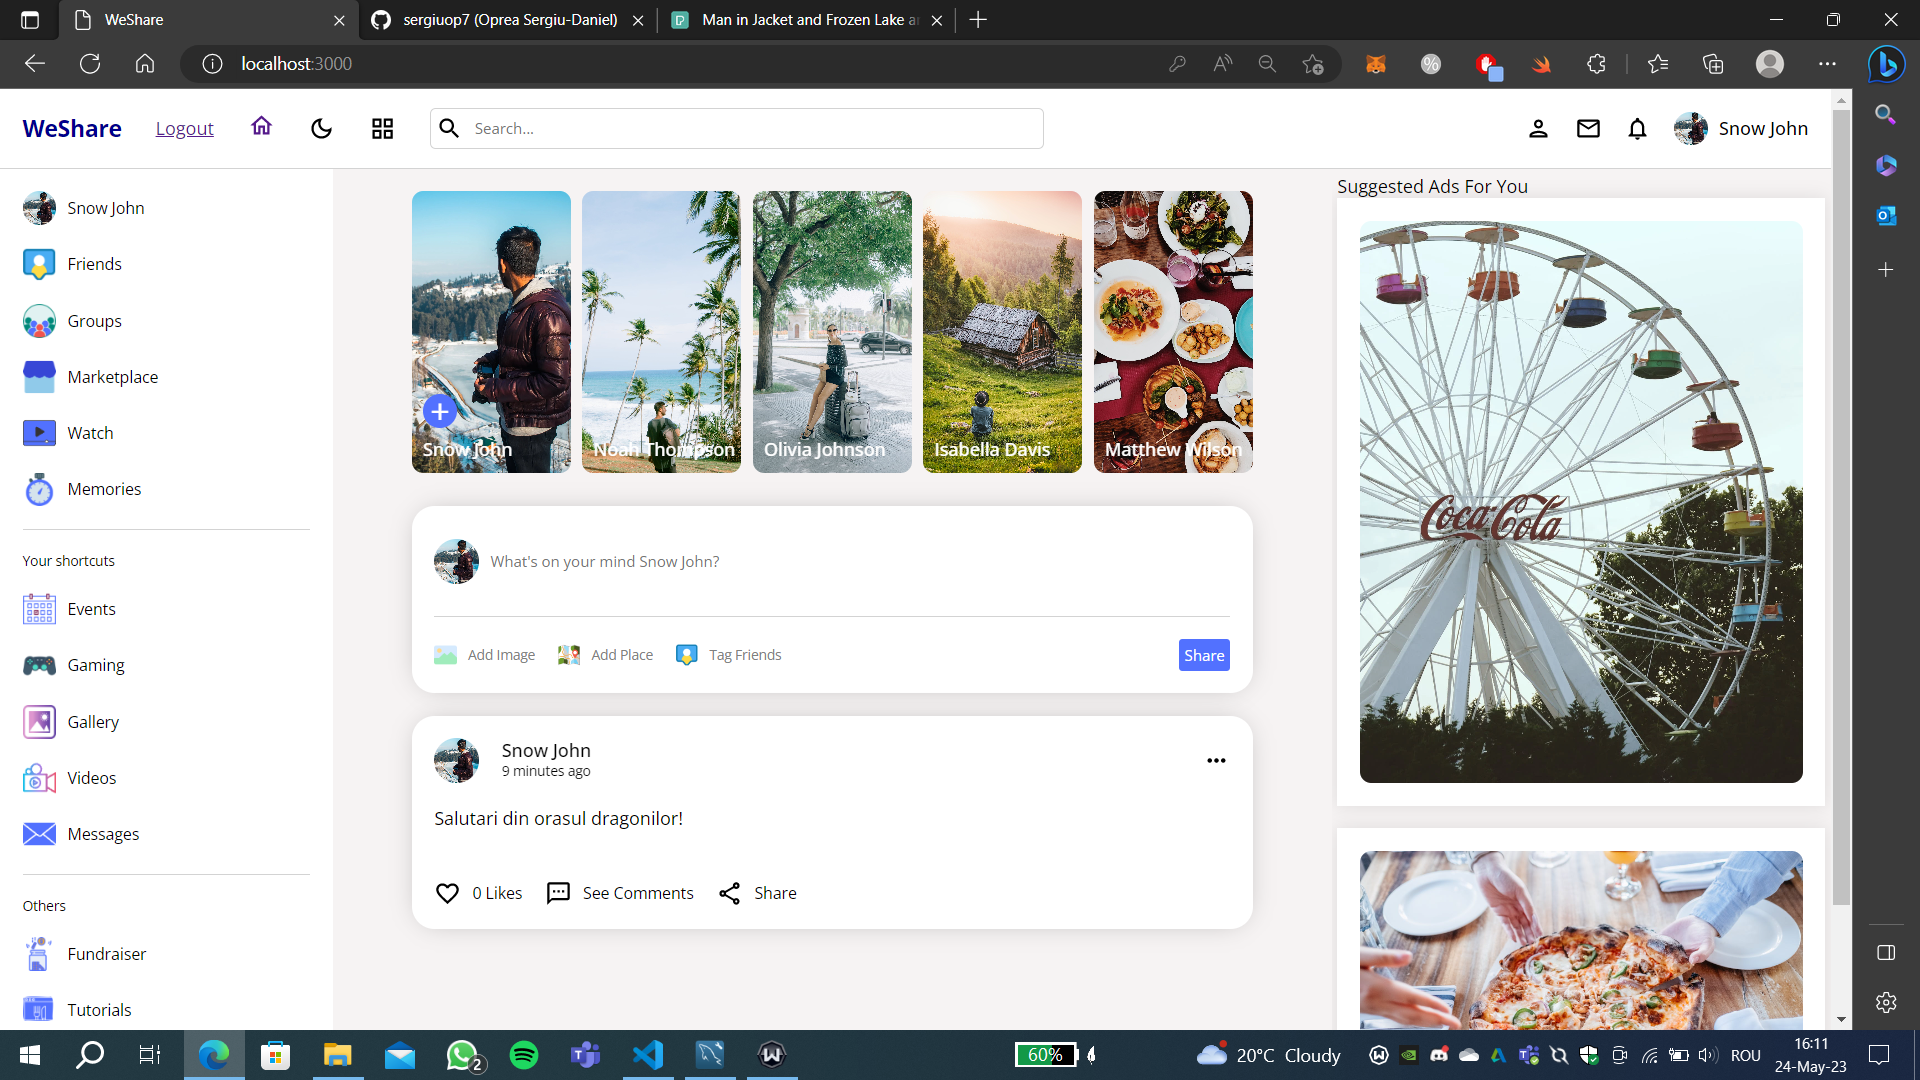 WeShare
sergiuop7 (Oprea Sergiu-Daniel)
Man in Jacket and Frozen Lake a
localhost:3000
WeShare
Logout
Search...
Snow John
Snow John
Friends
Groups
Marketplace
Watch
Memories
Your shortcuts
Events
Gaming
Gallery
Videos
Messages
Others
Fundraiser
Tutorials
Snow John
Noah Thompson
Olivia Johnson
Isabella Davis
Matthew Wilson
What's on your mind Snow John?
Add Image
Add Place
Tag Friends
Share
Snow John
9 minutes ago
Salutari din orasul dragonilor!
0 Likes
See Comments
Share
Suggested Ads For You
Coca-Cola
2
60%
20°C Cloudy
ROU
16:11
24-May-23